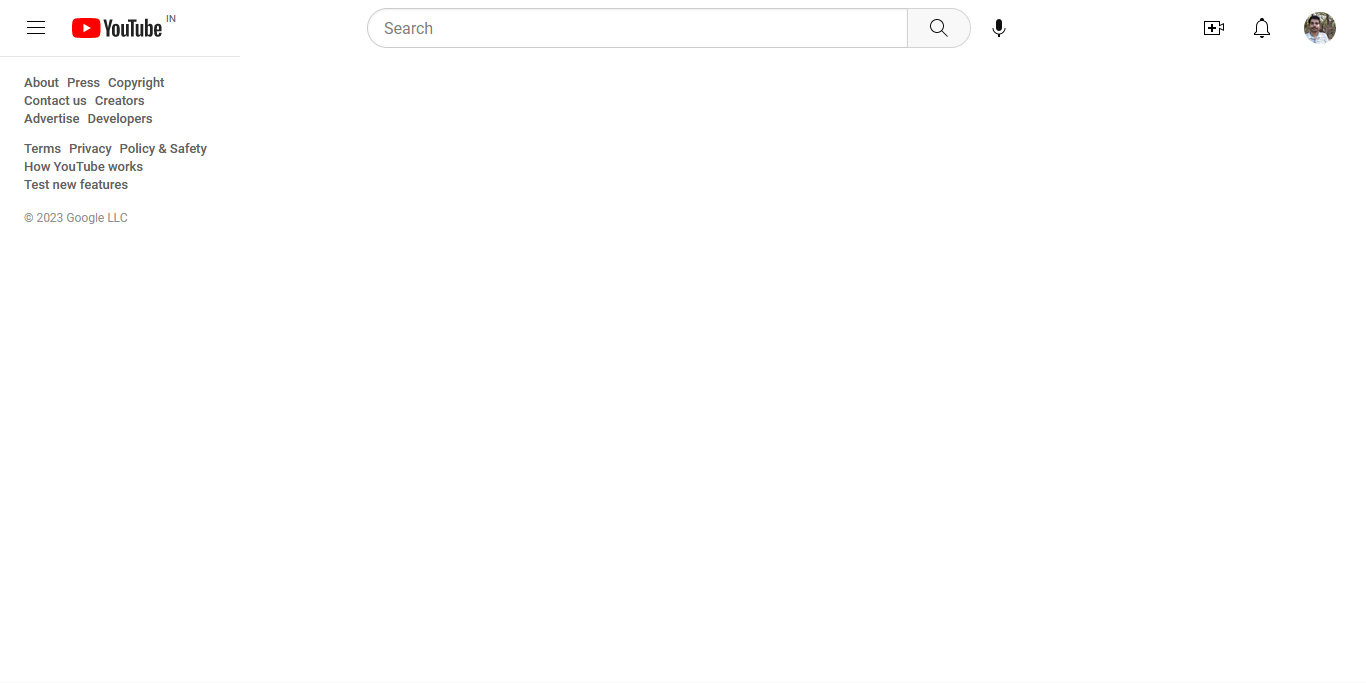 YouTube IN
Search
About Press Copyright
Contact us Creators
Advertise Developers
Terms Privacy Policy & Safety
How YouTube works
Test new features
© 2023 Google LLC